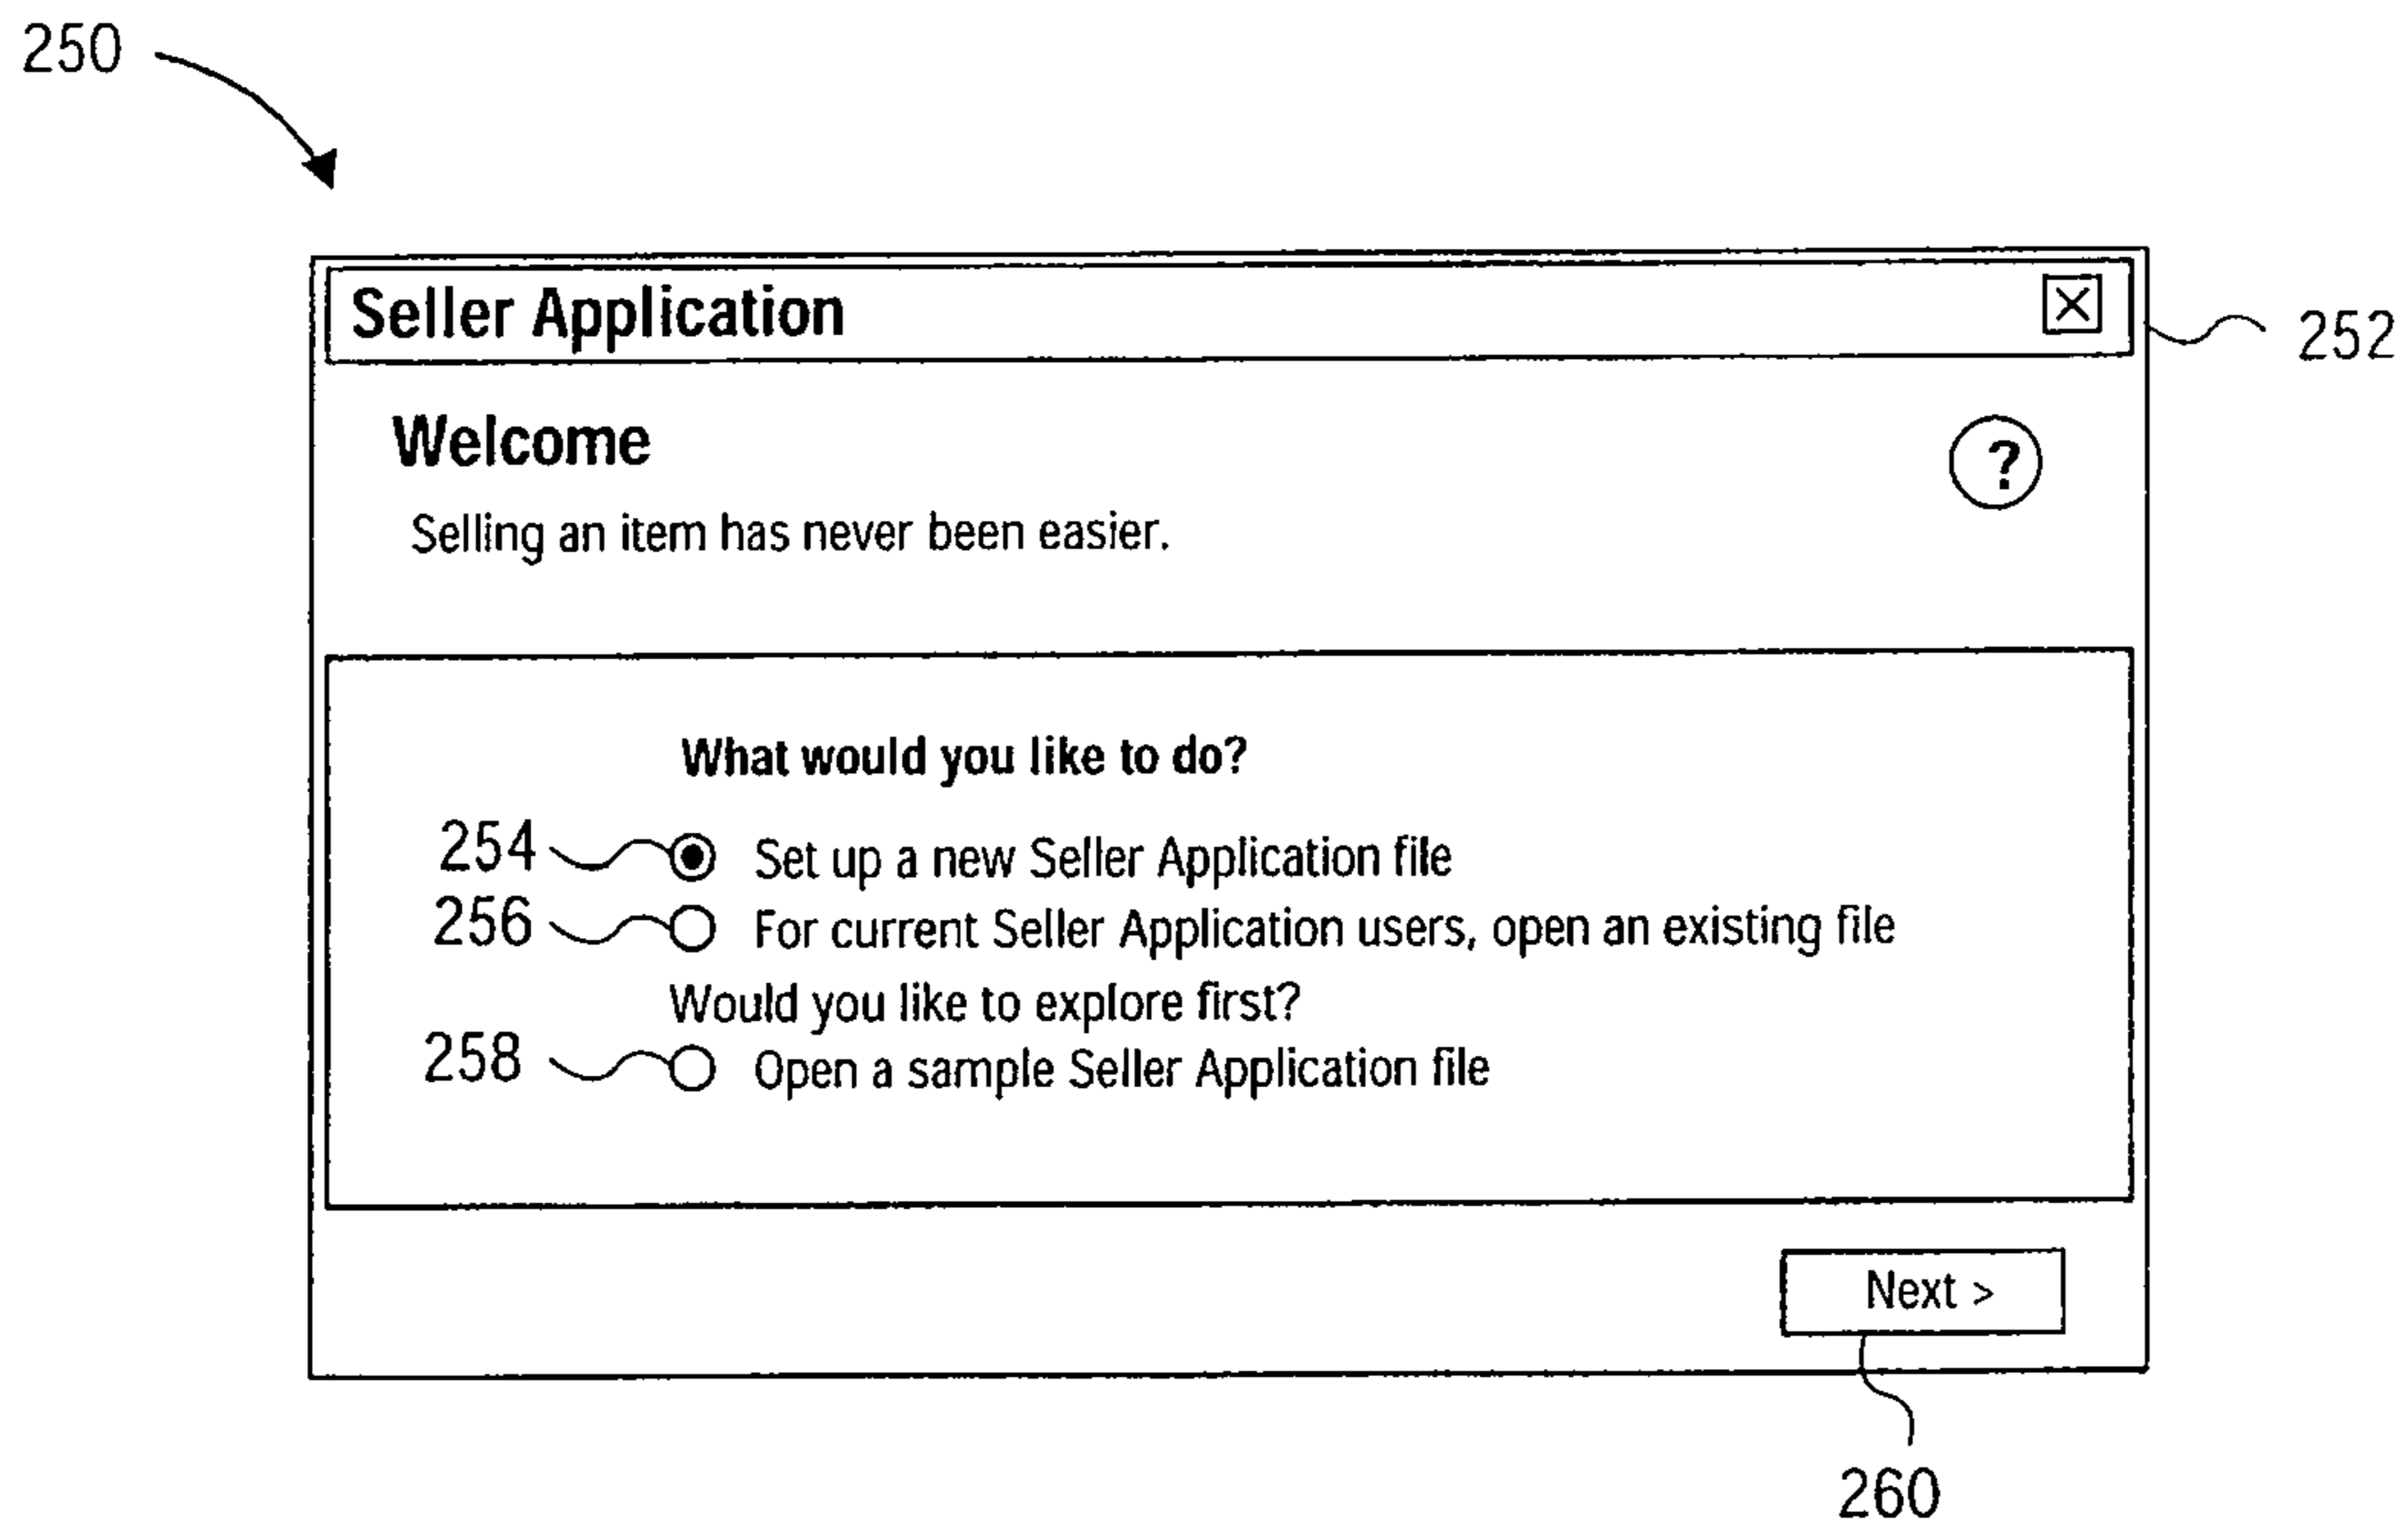 250
Seller Application
252
Welcome
?
Selling an item has never been easier.
What would you like to do?
254 Set up a new Seller Application file
256 For current Seller Application users, open an existing file
Would you like to explore first?
258 Open a sample Seller Application file
Next >
260